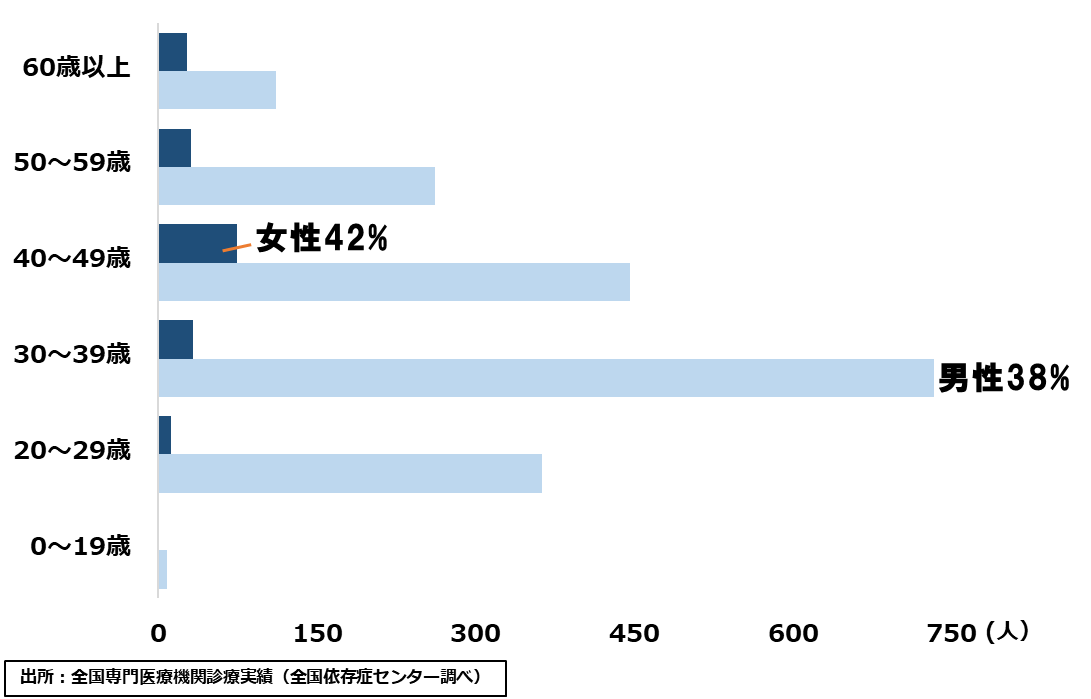 60歳以上
50～59歳
女性42%
40～49歳
30～39歳
男性38%
20～29歳
0～19歳
0 150 300 450 600 750 (人)
出所：全国専門医療機関診療実績（全国依存症センター調べ）